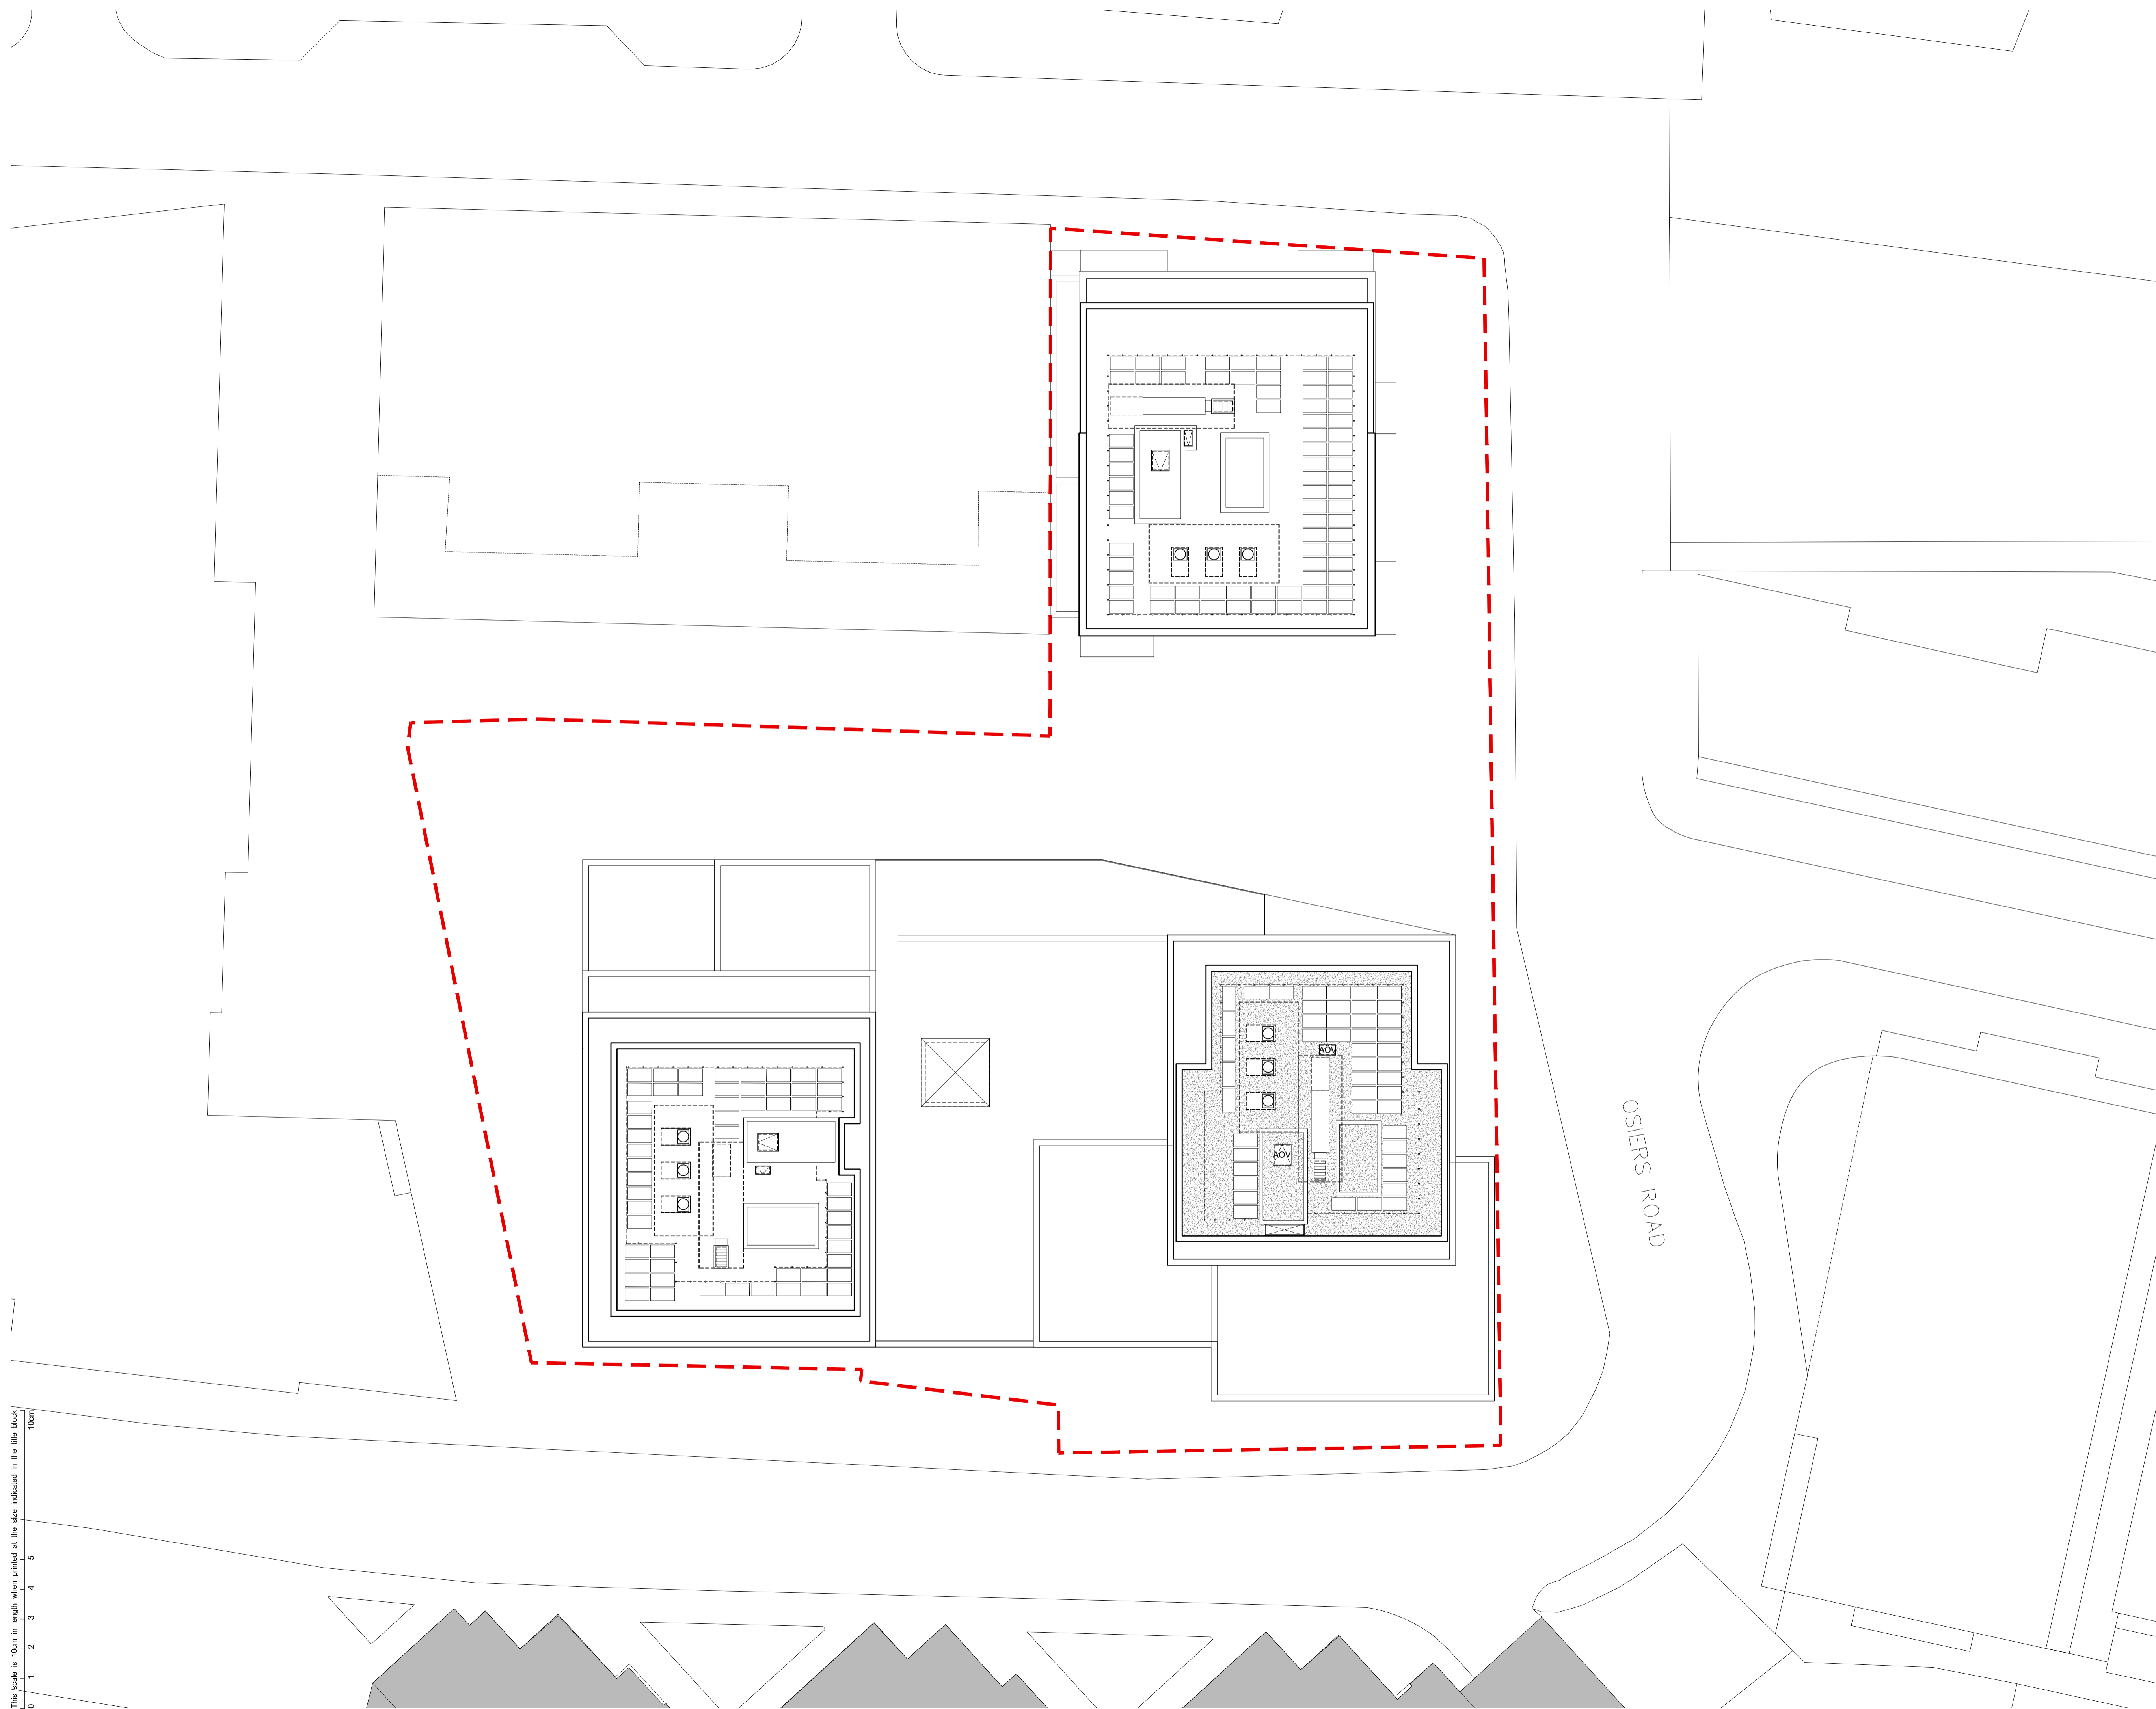 AOV
AOV
OSIERS ROAD
This scale is 10cm in length when printed at the size indicated in the title block
0 1 2 3 4 5 10cm